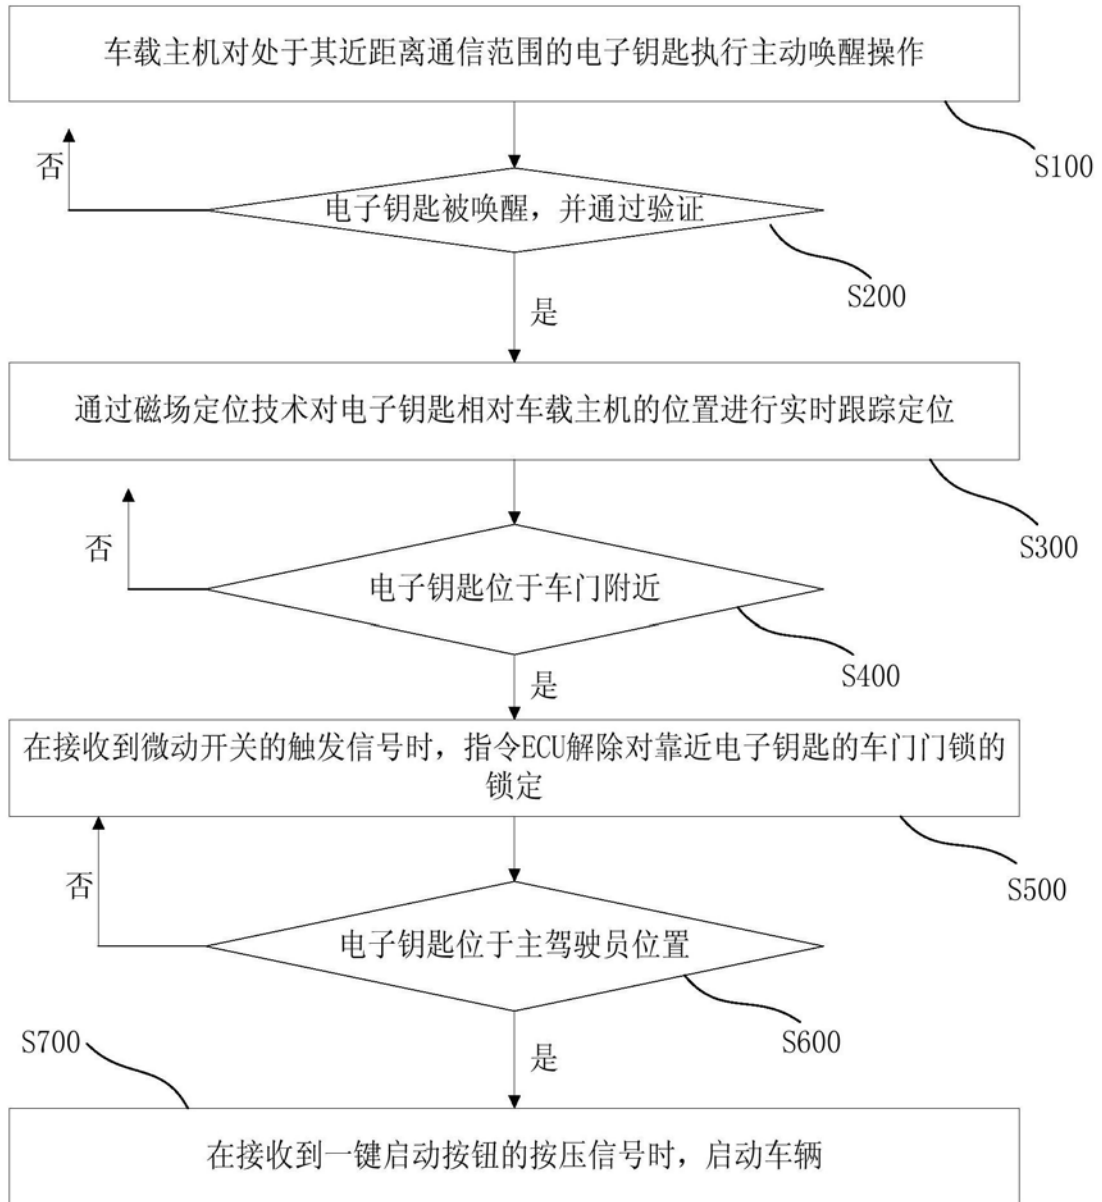 车载主机对处于其近距离通信范围的电子钥匙执行主动唤醒操作
S100
否
电子钥匙被唤醒，并通过验证
S200
是
通过磁场定位技术对电子钥匙相对车载主机的位置进行实时跟踪定位
S300
否
电子钥匙位于车门附近
S400
是
在接收到微动开关的触发信号时，指令ECU解除对靠近电子钥匙的车门门锁的
锁定
S500
否
电子钥匙位于主驾驶员位置
S600
S700
是
在接收到一键启动按钮的按压信号时，启动车辆